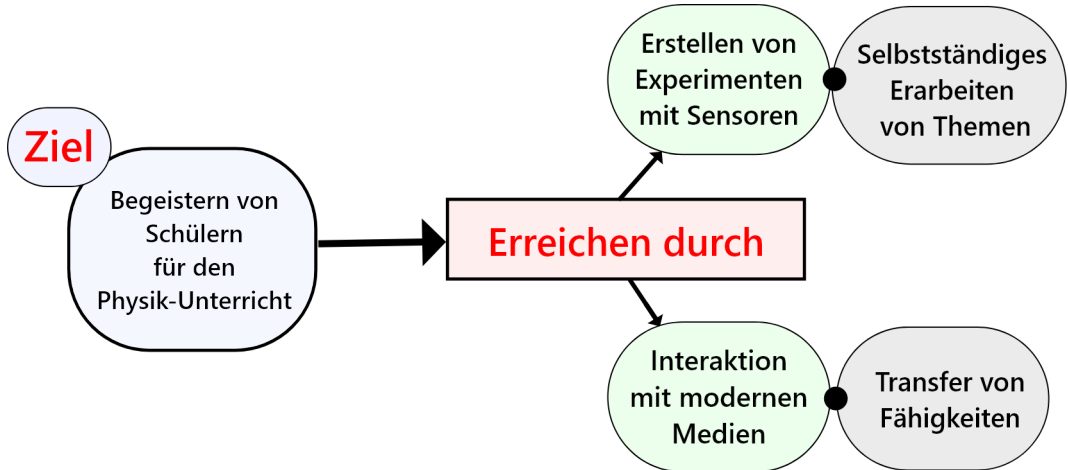 Ziel
Begeistern von
Schülern
für den
Physik-Unterricht
Erreichen durch
Erstellen von
Experimenten
mit Sensoren
Selbstständiges
Erarbeiten
von Themen
Interaktion
mit modernen
Medien
Transfer von
Fähigkeiten